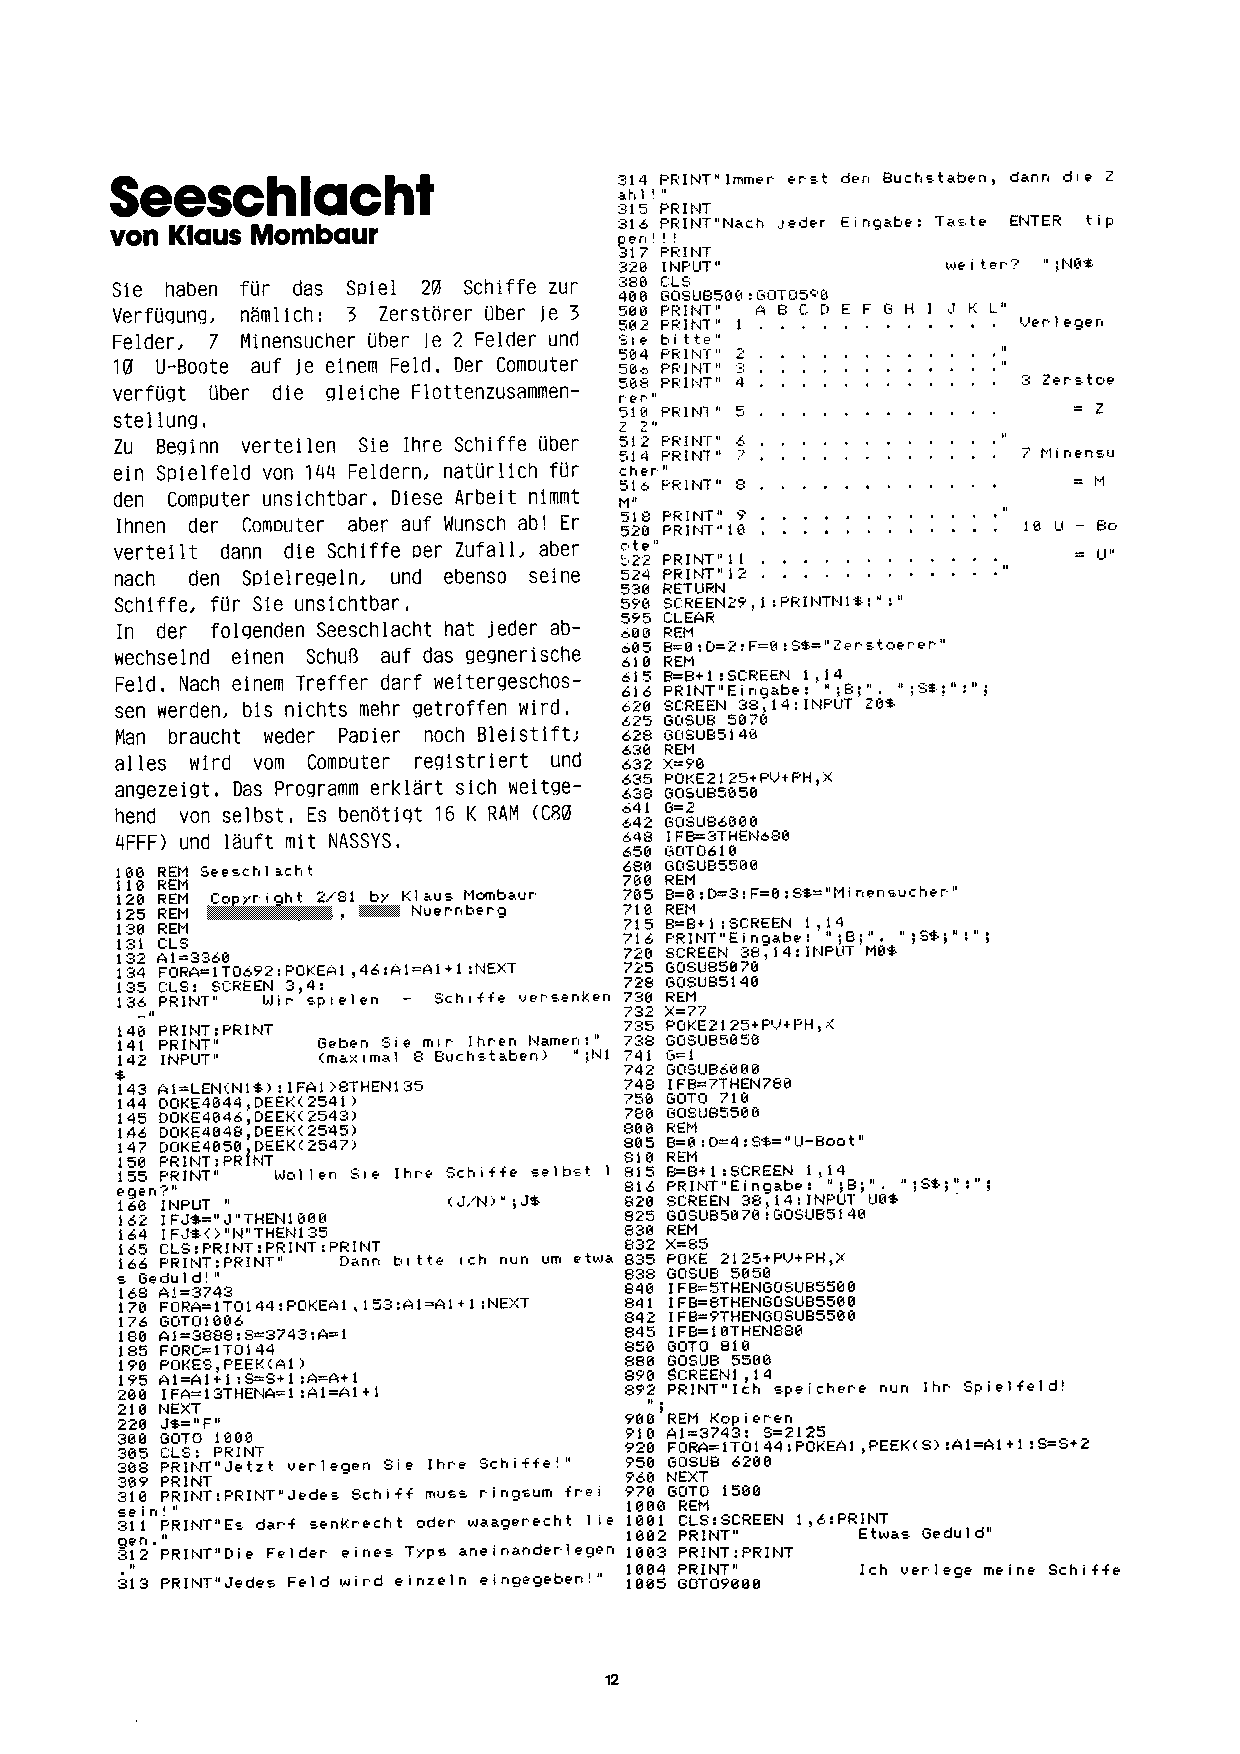 Seeschlacht
von Klaus Mombaur
Sie haben für das Spiel 20 Schiffe zur
Verfügung, nämlich: 3 Zerstörer über je 3
Felder, 7 Minensucher über je 2 Felder und
10 U-Boote auf je einem Feld. Der Computer
verfügt über die gleiche Flottenzusammen-
stellung.
Zu Beginn verteilen Sie Ihre Schiffe über
ein Spielfeld von 144 Feldern, natürlich für
den Computer unsichtbar. Diese Arbeit nimmt
Ihnen der Computer aber auf Wunsch ab! Er
verteilt dann die Schiffe per Zufall, aber
nach den Spielregeln, und ebenso seine
Schiffe, für Sie unsichtbar.
In der folgenden Seeschlacht hat jeder ab-
wechselnd einen Schuß auf das gegnerische
Feld. Nach einem Treffer darf weitergeschos-
sen werden, bis nichts mehr getroffen wird.
Man braucht weder Papier noch Bleistift;
alles wird vom Computer registriert und
angezeigt. Das Programm erklärt sich weitge-
hend von selbst. Es benötigt 16 K RAM (C80
4FFF) und läuft mit NASSYS.
100 REM Seeschlacht
110 REM
120 REM  Copyright 2/81 by Klaus Mombaur
125 REM , Nuernberg
130 REM
131 CLS
132 A1=3360
134 FORA=1TO692:POKEA1,46:A1=A1+1:NEXT
135 CLS: SCREEN 3,4:
136 PRINT"    Wir spielen  -  Schiffe versenken
 -"
140 PRINT:PRINT
141 PRINT"         Geben Sie mir Ihren Namen:"
142 INPUT"         (maximal 8 Buchstaben)  ";N1
$
143 A1=LEN(N1$):IFA1>8THEN135
144 DOKE4044,DEEK(2541)
145 DOKE4046,DEEK(2543)
146 DOKE4048,DEEK(2545)
147 DOKE4050,DEEK(2547)
150 PRINT:PRINT
155 PRINT"     Wollen Sie Ihre Schiffe selbst l
egen?"
160 INPUT "                    (J/N)";J$
162 IFJ$="J"THEN1000
164 IFJ$<>"N"THEN135
165 CLS:PRINT:PRINT:PRINT
166 PRINT:PRINT"     Dann bitte ich nun um etwa
s Geduld!"
168 A1=3743
170 FORA=1TO144:POKEA1,153:A1=A1+1:NEXT
176 GOTO1006
180 A1=3888:S=3743:A=1
185 FORC=1TO144
190 POKES,PEEK(A1)
195 A1=A1+1:S=S+1:A=A+1
200 IFA=13THENA=1:A1=A1+1
210 NEXT
220 J$="F"
300 GOTO 1000
305 CLS: PRINT
308 PRINT"Jetzt verlegen Sie Ihre Schiffe!"
309 PRINT
310 PRINT:PRINT"Jedes Schiff muss ringsum frei
sein!"
311 PRINT"Es darf senkrecht oder waagerecht lie
gen."
312 PRINT"Die Felder eines Typs aneinanderlegen
."
313 PRINT"Jedes Feld wird einzeln eingegeben!"
314 PRINT"Immer erst den Buchstaben, dann die Z
ahl!"
315 PRINT
316 PRINT"Nach jeder Eingabe: Taste  ENTER  tip
pen!!!
317 PRINT
320 INPUT"                     weiter?  ";N0$
380 CLS
400 GOSUB500:GOTO590
500 PRINT"   A B C D E F G H I J K L"
502 PRINT" 1 . . . . . . . . . . . .  Verlegen
Sie bitte"
504 PRINT" 2 . . . . . . . . . . . ."
506 PRINT" 3 . . . . . . . . . . . ."
508 PRINT" 4 . . . . . . . . . . . .  3 Zerstoe
rer"
510 PRINT" 5 . . . . . . . . . . . .       = Z
Z Z"
512 PRINT" 6 . . . . . . . . . . . ."
514 PRINT" 7 . . . . . . . . . . . .  7 Minensu
cher"
516 PRINT" 8 . . . . . . . . . . . .       = M
M"
518 PRINT" 9 . . . . . . . . . . . ."
520 PRINT"10 . . . . . . . . . . . .  10 U - Bo
ote"
522 PRINT"11 . . . . . . . . . . . .       = U"
524 PRINT"12 . . . . . . . . . . . ."
530 RETURN
590 SCREEN29,1:PRINTN1$:":"
595 CLEAR
600 REM
605 B=0:D=2:F=0:S$="Zerstoerer"
610 REM
615 B=B+1:SCREEN 1,14
616 PRINT"Eingabe: ";B;". ";S$;":";
620 SCREEN 38,14:INPUT Z0$
625 GOSUB 5070
628 GOSUB5140
630 REM
632 X=90
635 POKE2125+PV+PH,X
638 GOSUB5050
641 G=2
642 GOSUB6000
648 IFB=3THEN680
650 GOTO610
680 GOSUB5500
700 REM
705 B=0:D=3:F=0:S$="Minensucher"
710 REM
715 B=B+1:SCREEN 1,14
716 PRINT"Eingabe: ";B;". ";S$;":";
720 SCREEN 38,14:INPUT M0$
725 GOSUB5070
728 GOSUB5140
730 REM
732 X=77
735 POKE2125+PV+PH,X
738 GOSUB5050
741 G=1
742 GOSUB6000
748 IFB=7THEN780
750 GOTO 710
780 GOSUB5500
800 REM
805 B=0:D=4:S$="U-Boot"
810 REM
815 B=B+1:SCREEN 1,14
816 PRINT"Eingabe: ";B;". ";S$;":";
820 SCREEN 38,14:INPUT U0$
825 GOSUB5070:GOSUB5140
830 REM
832 X=85
835 POKE 2125+PV+PH,X
838 GOSUB 5050
840 IFB=5THENGOSUB5500
841 IFB=8THENGOSUB5500
842 IFB=9THENGOSUB5500
845 IFB=10THEN880
850 GOTO 810
880 GOSUB 5500
890 SCREEN1,14
892 PRINT"Ich speichere nun Ihr Spielfeld!
  ";
900 REM Kopieren
910 A1=3743: S=2125
920 FORA=1TO144:POKEA1,PEEK(S):A1=A1+1:S=S+2
950 GOSUB 6200
960 NEXT
970 GOTO 1500
1000 REM
1001 CLS:SCREEN 1,6:PRINT
1002 PRINT"           Etwas Geduld"
1003 PRINT:PRINT
1004 PRINT"           Ich verlege meine Schiffe
1005 GOTO9000
12